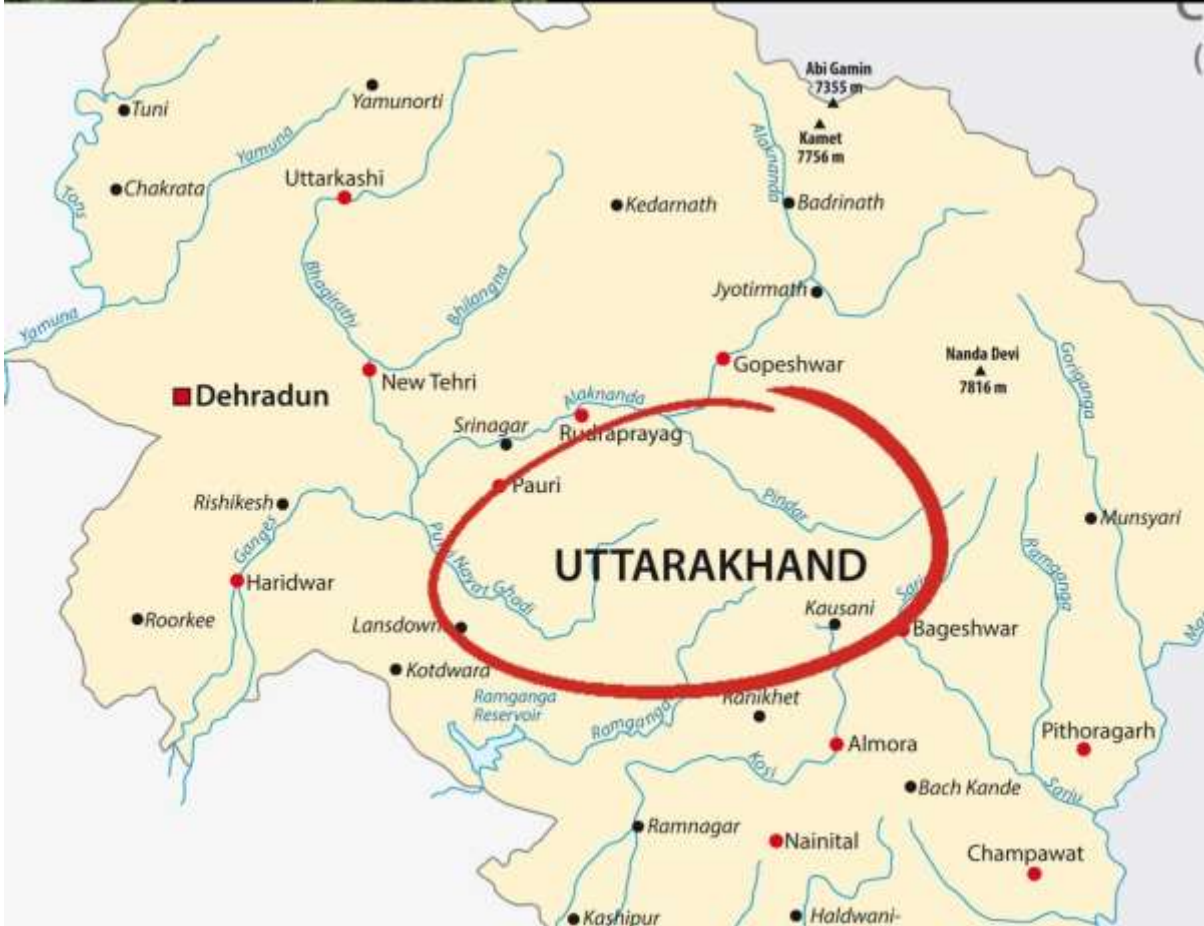 Abi Gamin
7355 m
Tuni
Yamunorti
Kamet
7756 m
Yamuna
Alaknanda
Chakrata
Uttarkashi
Tons
Kedarnath
Badrinath
Bhagirathi
Bhilangna
Jyotirmath
Yamuna
Gopeshwar
Nanda Devi
7816 m
Goriganga
New Tehri
Dehradun
Alaknanda
Srinagar
Rudraprayag
Pauri
Pindar
Rishikesh
Munsyari
Ganges
UTTARAKHAND
Ramganga
Haridwar
Nayat
Ghadi
Sarju
Kausani
Roorkee
Lansdown
Bageshwar
Kotdwara
Ramganga
Reservoir
Ramganga
Ranikhet
Kosi
Almora
Pithoragarh
Bach Kande
Sarju
Ramnagar
Nainital
Champawat
Kashipur
Haldwani-